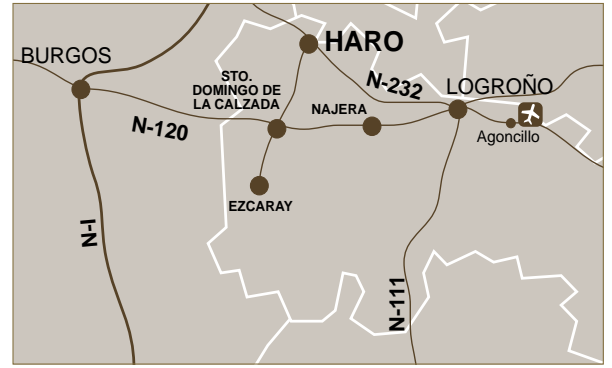 HARO
BURGOS
STO.
DOMINGO DE
LA CALZADA
N-232
LOGROÑO
NAJERA
N-120
Agoncillo
EZCARAY
N-I
N-111